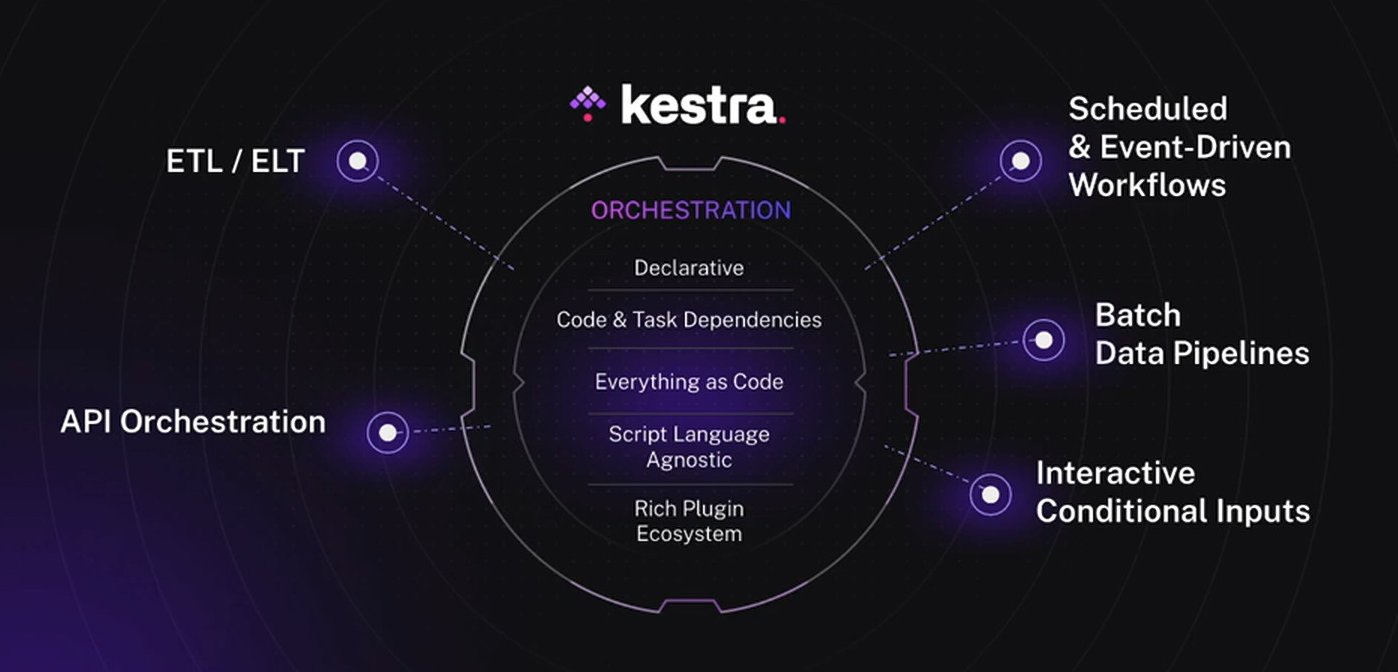 kestra.
ETL / ELT
API Orchestration
ORCHESTRATION
Declarative
Code & Task Dependencies
Everything as Code
Script Language
Agnostic
Rich Plugin
Ecosystem
Scheduled
& Event-Driven
Workflows
Batch
Data Pipelines
Interactive
Conditional Inputs